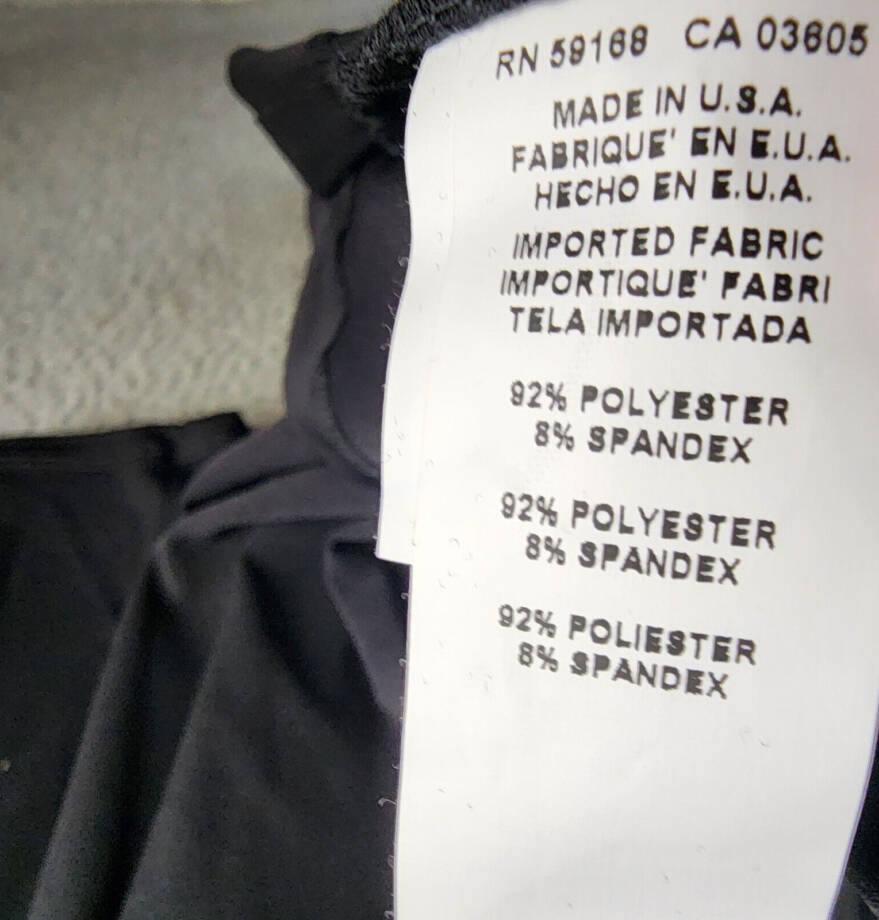 RN 59168 CA 03605
MADE IN U.S.A.
FABRIQUE' EN E.U.A.
HECHO EN E.U.A.
IMPORTED FABRIC
IMPORTIQUE' FABRI
TELA IMPORTADA
92% POLYESTER
8% SPANDEX
92% POLYESTER
8% SPANDEX
92% POLIESTER
8% SPANDEX